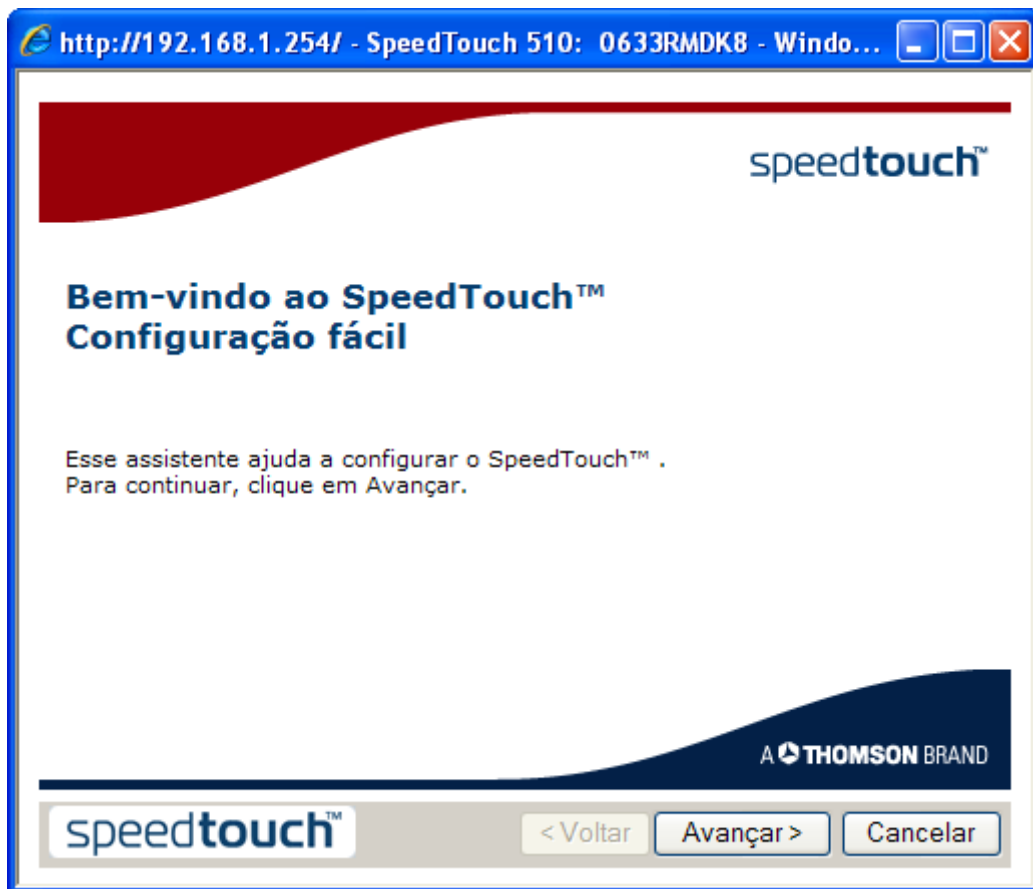 http://192.168.1.254/ - SpeedTouch 510: 0633RMDK8 - Windo...
speedtouch™
Bem-vindo ao SpeedTouch™
Configuração fácil
Esse assistente ajuda a configurar o SpeedTouch™ .
Para continuar, clique em Avançar.
A THOMSON BRAND
speedtouch™
< Voltar
Avançar >
Cancelar